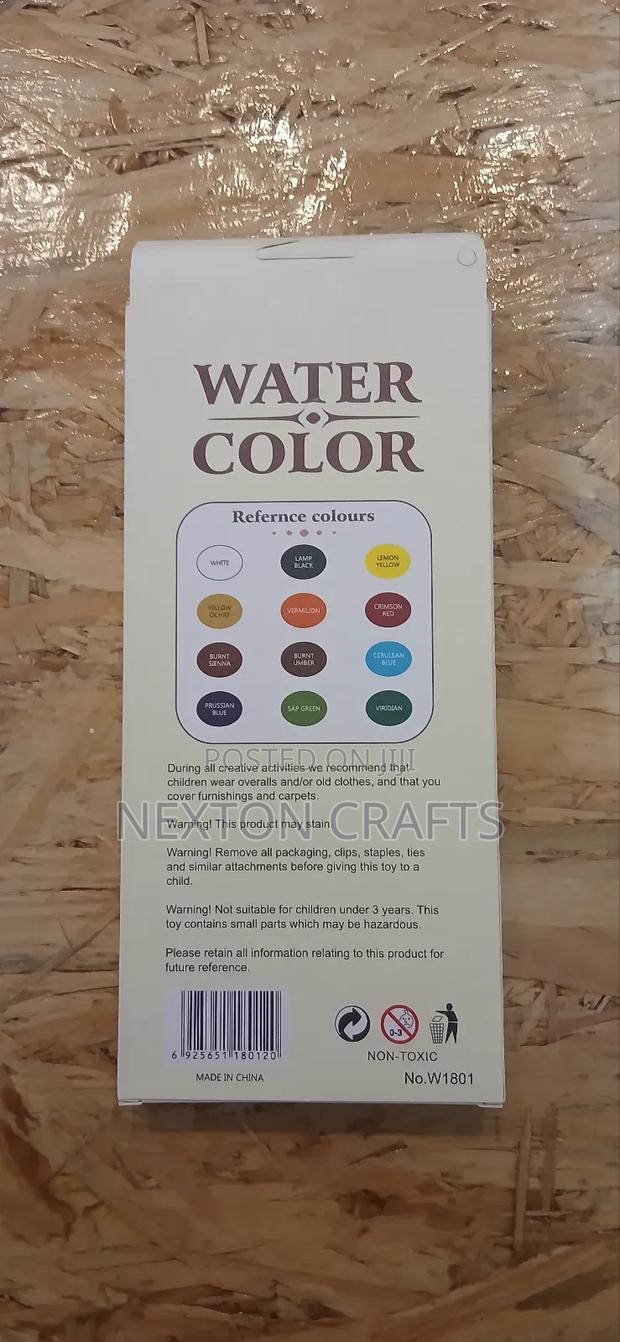 WATER
COLOR
Refernce colours
WHITE
LAMP
BLACK
LEMON
YELLOW
YELLOW
OCHRE
VERMILION
CRIMSON
RED
BURNT
SIENNA
BURNT
UMBER
CERULEAN
BLUE
PRUSSIAN
BLUE
SAP GREEN
VIRIDIAN
POSTED ON JIJI
During all creative activities we recommend that
children wear overalls and/or old clothes, and that you
cover furnishings and carpets.
NEXTON CRAFTS
Warning! This product may stain.
Warning! Remove all packaging, clips, staples, ties
and similar attachments before giving this toy to a
child.
Warning! Not suitable for children under 3 years. This
toy contains small parts which may be hazardous.
Please retain all information relating to this product for
future reference.
6 925651 180120
0-3
NON-TOXIC
MADE IN CHINA
No.W1801